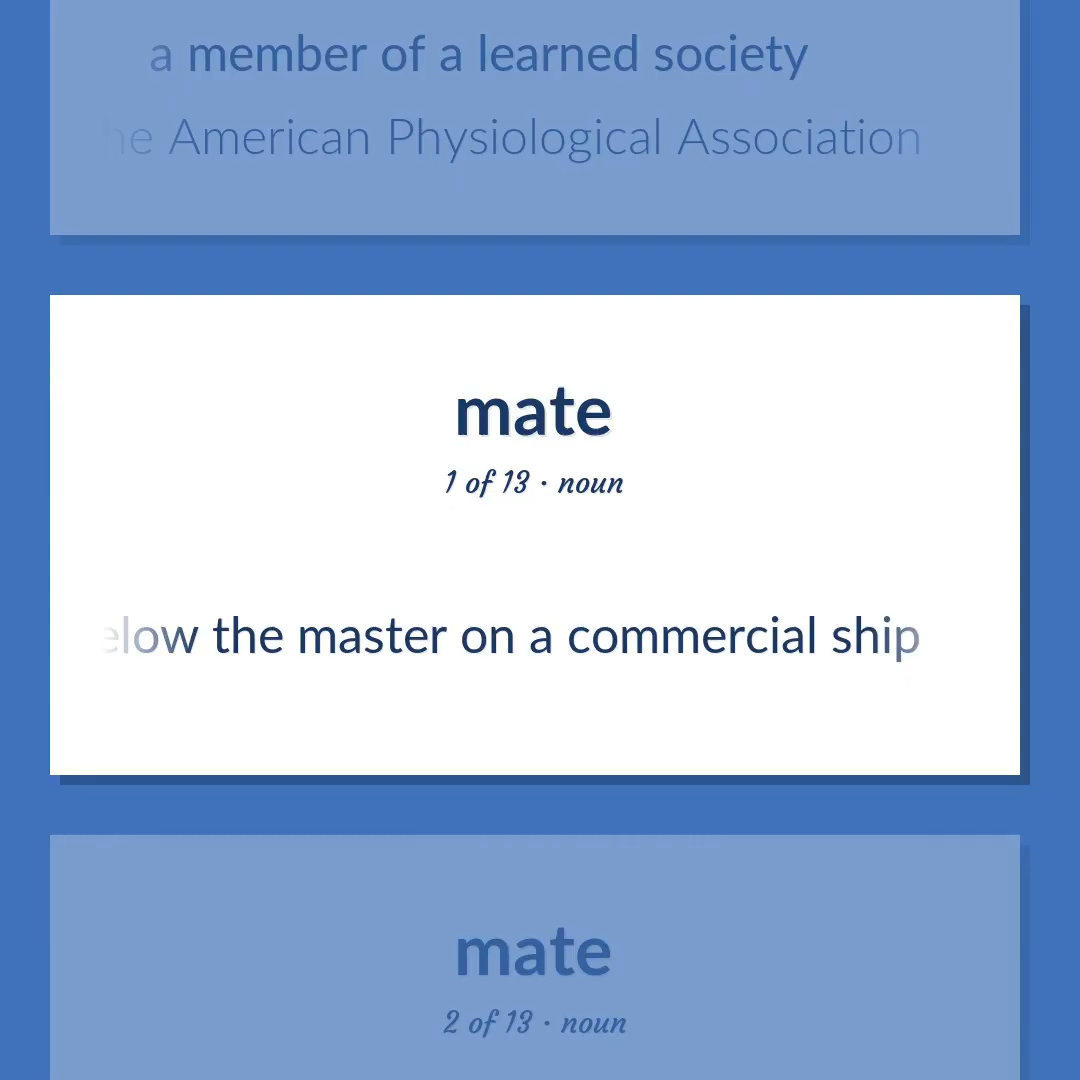 a member of a learned society
he American Physiological Association
mate
1 of 13 · noun
elow the master on a commercial ship
mate
2 of 13 · noun